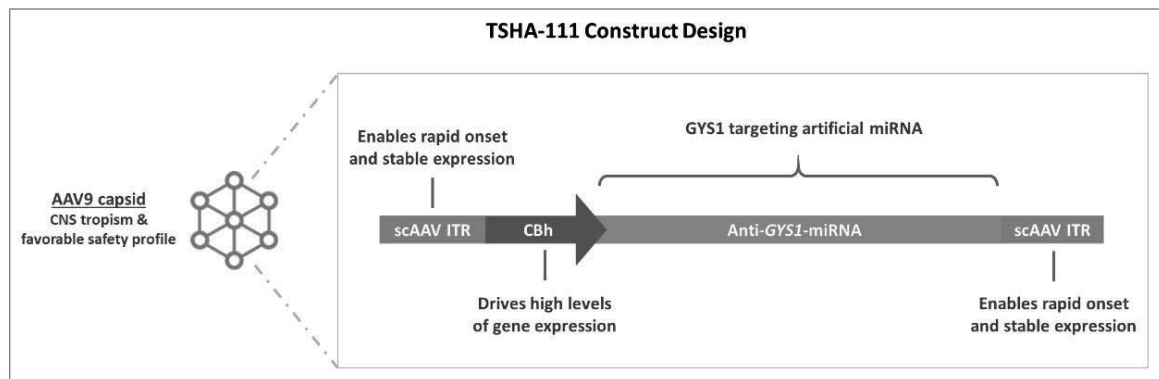 TSHA-111 Construct Design
AAV9 capsid
CNS tropism &
favorable safety profile
Enables rapid onset
and stable expression
GYS1 targeting artificial miRNA
scAAV ITR
CBh
Anti-GYS1-miRNA
scAAV ITR
Drives high levels
of gene expression
Enables rapid onset
and stable expression